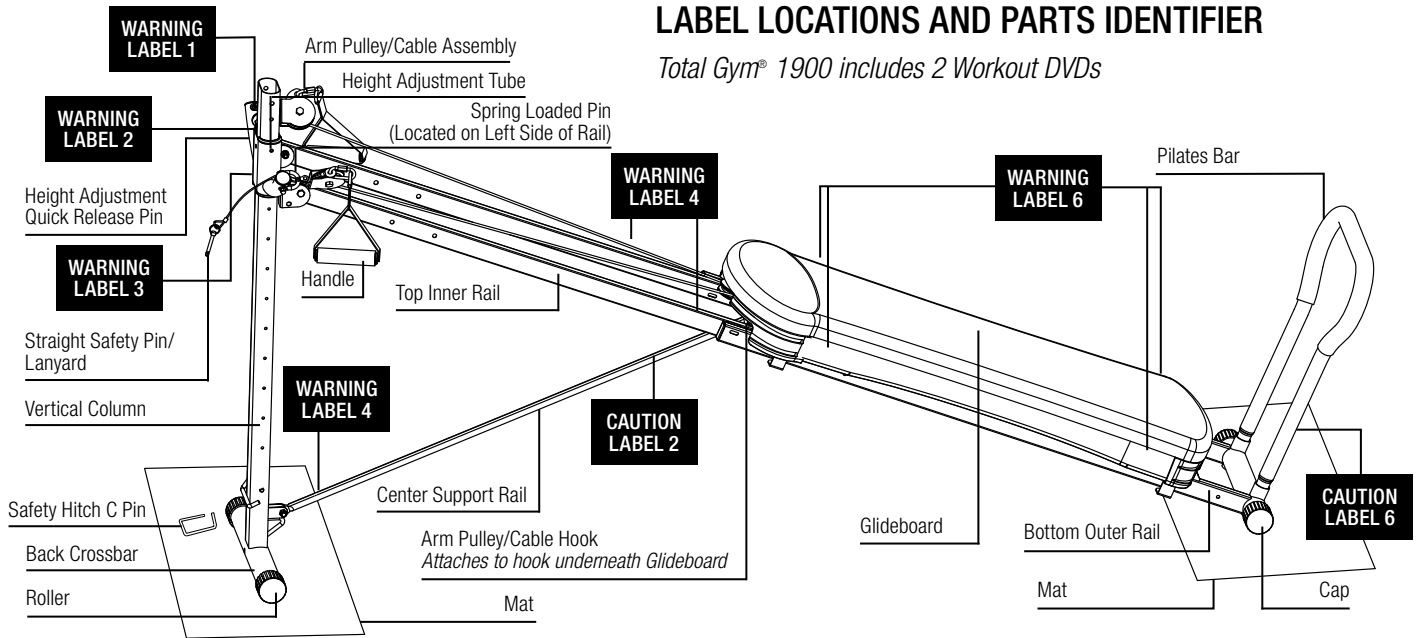 LABEL LOCATIONS AND PARTS IDENTIFIER
Total Gym® 1900 includes 2 Workout DVDs
WARNING
LABEL 1
Arm Pulley/Cable Assembly
Height Adjustment Tube
Spring Loaded Pin
(Located on Left Side of Rail)
WARNING
LABEL 2
Height Adjustment
Quick Release Pin
WARNING
LABEL 3
Straight Safety Pin/
Lanyard
Vertical Column
Handle
Top Inner Rail
WARNING
LABEL 4
WARNING
LABEL 6
Pilates Bar
WARNING
LABEL 4
CAUTION
LABEL 2
Safety Hitch C Pin
Back Crossbar
Roller
Center Support Rail
Arm Pulley/Cable Hook
Attaches to hook underneath Glideboard
Mat
Glideboard
Bottom Outer Rail
CAUTION
LABEL 6
Mat
Cap